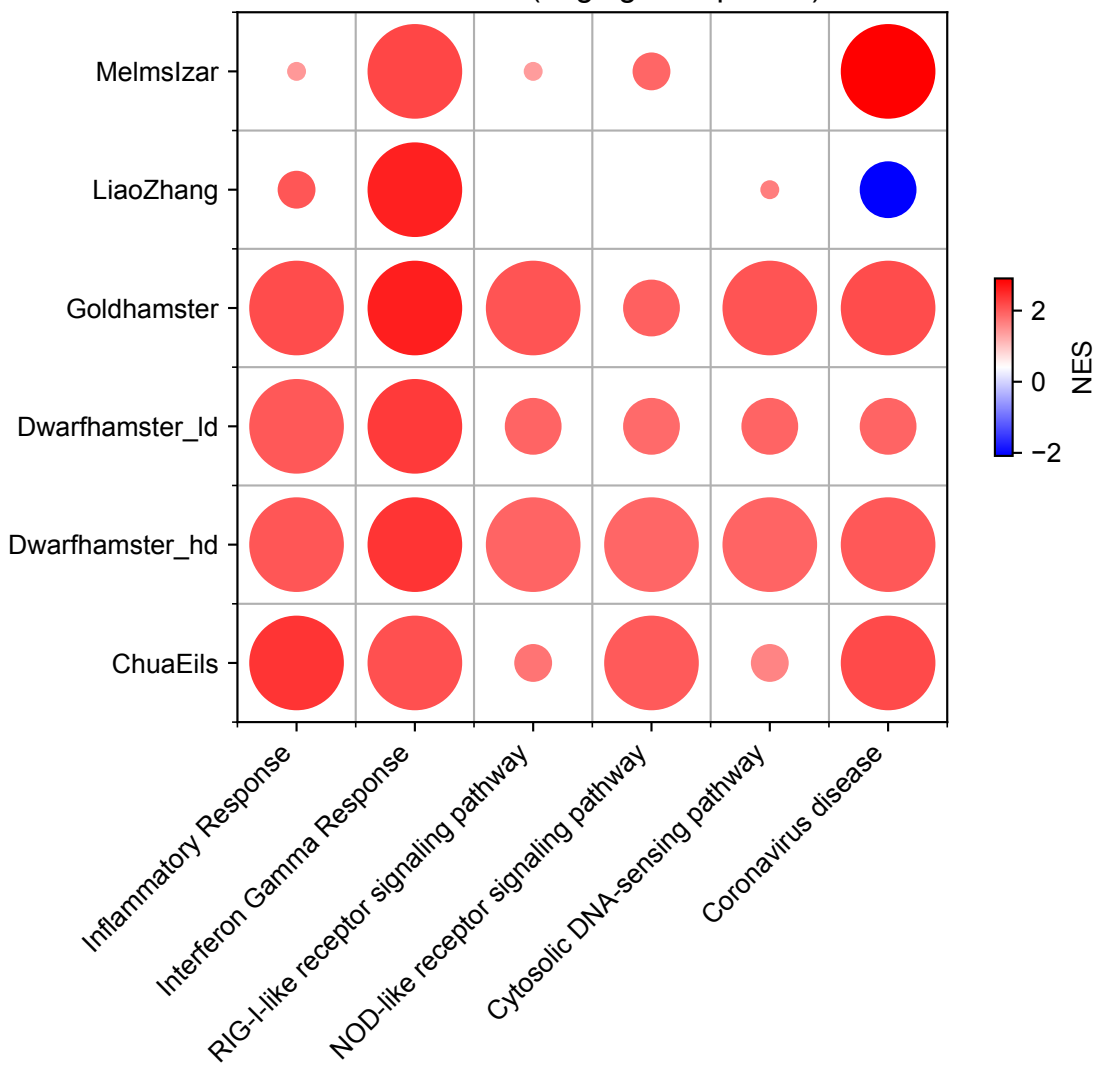 MelmsIzar
LiaoZhang
Goldhamster
Dwarfhamster_ld
Dwarfhamster_hd
ChuaEils
Inflammatory Response
Interferon Gamma Response
RIG-I-like receptor signaling pathway
NOD-like receptor signaling pathway
Cytosolic DNA-sensing pathway
Coronavirus disease
2
0
−2
NES